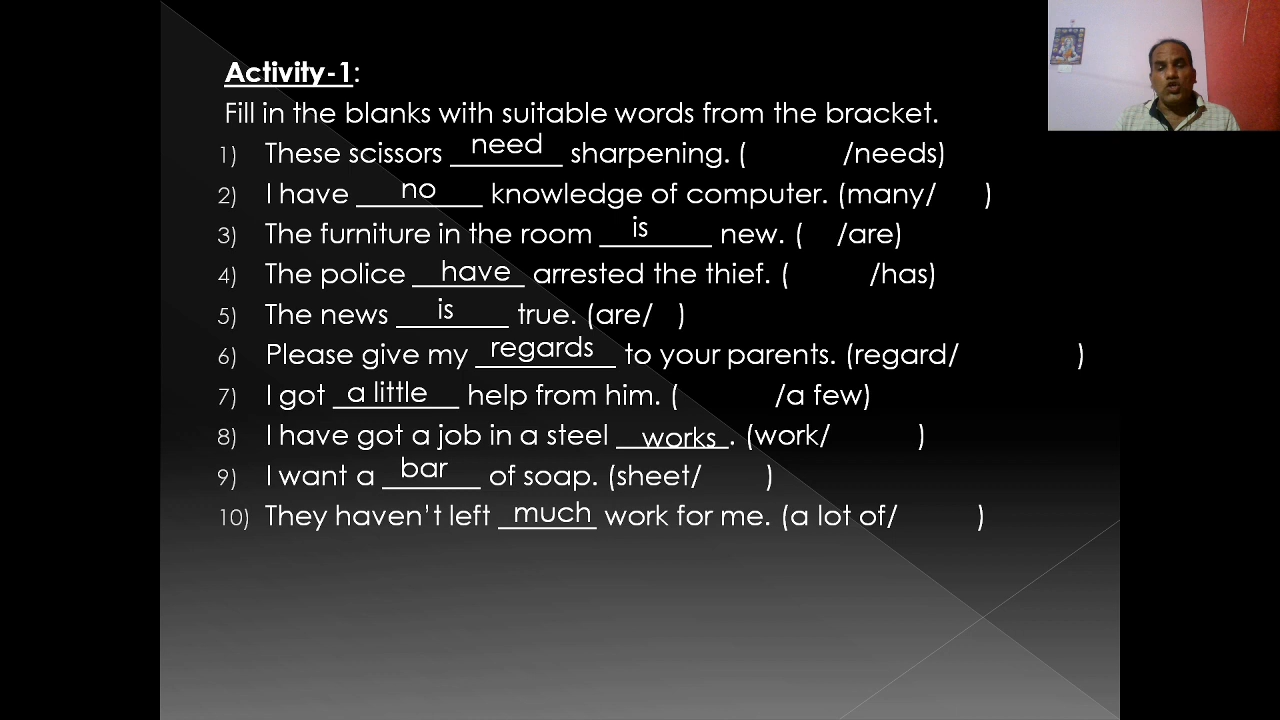 Activity-1:
Fill in the blanks with suitable words from the bracket.
1) These scissors need sharpening. ( /needs)
2) I have no knowledge of computer. (many/ )
3) The furniture in the room is new. ( /are)
4) The police have arrested the thief. ( /has)
5) The news is true. (are/ )
6) Please give my regards to your parents. (regard/ )
7) I got a little help from him. ( /a few)
8) I have got a job in a steel works. (work/ )
9) I want a bar of soap. (sheet/ )
10) They haven't left much work for me. (a lot of/ )